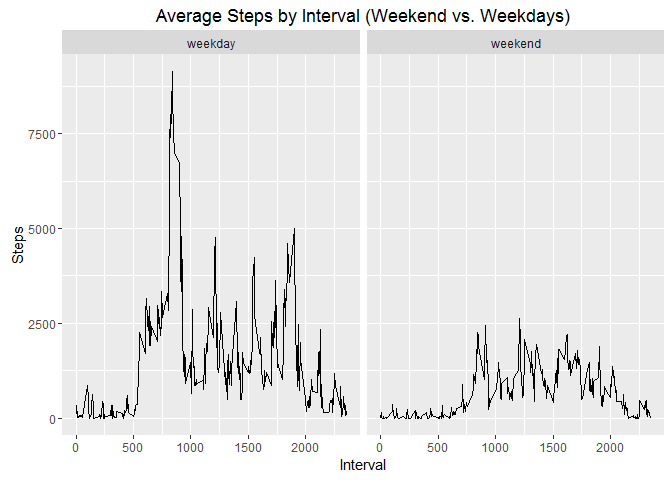 Average Steps by Interval (Weekend vs. Weekdays)
weekday weekend
7500
5000
2500
0
Steps
0 500 1000 1500 2000 0 500 1000 1500 2000
Interval